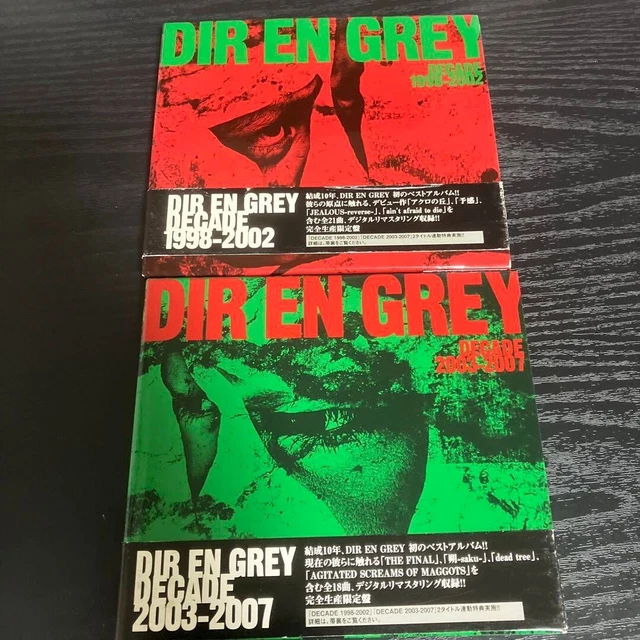 DIR EN GREY
DECADE
1998-2002
DIR EN GREY
DECADE
1998-2002
結成10年、DIR EN GREY 初のベストアルバム!!
彼らの原点に触れる、デビュー作「アクロの丘」、「予感」、
「JEALOUS-reverse-」、「ain't afraid to die」を
含む全21曲、デジタルリマスタリング収録!!
完全生産限定盤
「DECADE 1998-2002」「DECADE 2003-2007」2タイトル連動特典実施!!
詳細は、帯裏をご覧ください。
DIR EN GREY
DECADE
2003-2007
DIR EN GREY
DECADE
2003-2007
結成10年、DIR EN GREY 初のベストアルバム!!
現在の彼らに触れる「THE FINAL」、「朔-saku-」、「dead tree」、
「AGITATED SCREAMS OF MAGGOTS」を
含む全18曲、デジタルリマスタリング収録!!
完全生産限定盤
「DECADE 1998-2002」「DECADE 2003-2007」2タイトル連動特典実施!!
詳細は、帯裏をご覧ください。